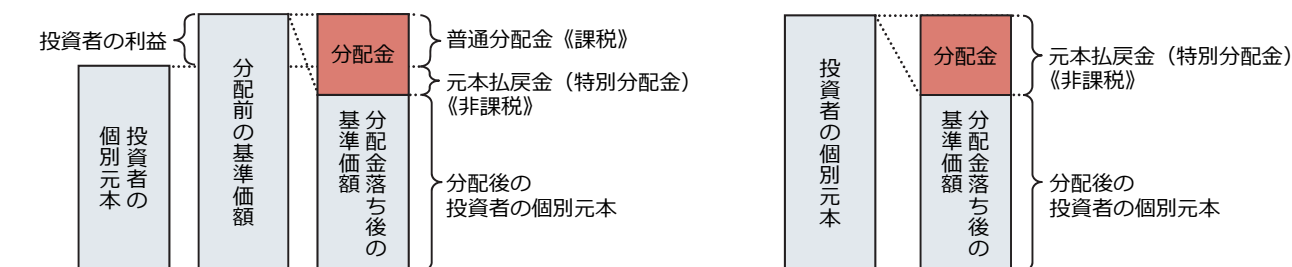 投資者の利益
投資者の
個別元本
分配前の基準価額
分配金
分配金落ち後の
基準価額
普通分配金《課税》
元本払戻金（特別分配金）
《非課税》
分配後の
投資者の個別元本
投資者の個別元本
分配金
分配金落ち後の
基準価額
元本払戻金（特別分配金）
《非課税》
分配後の
投資者の個別元本